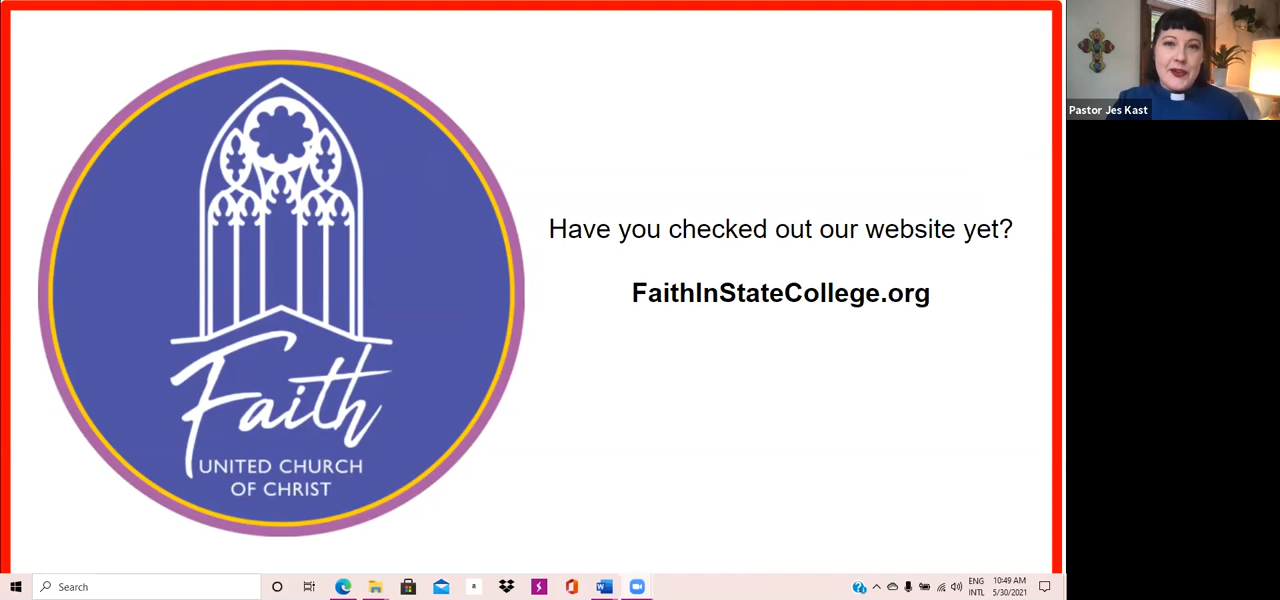 Have you checked out our website yet?
FaithInStateCollege.org
Faith
UNITED CHURCH
OF CHRIST
Pastor Jes Kast
Search
a
ENG
INTL
10:49 AM
5/30/2021